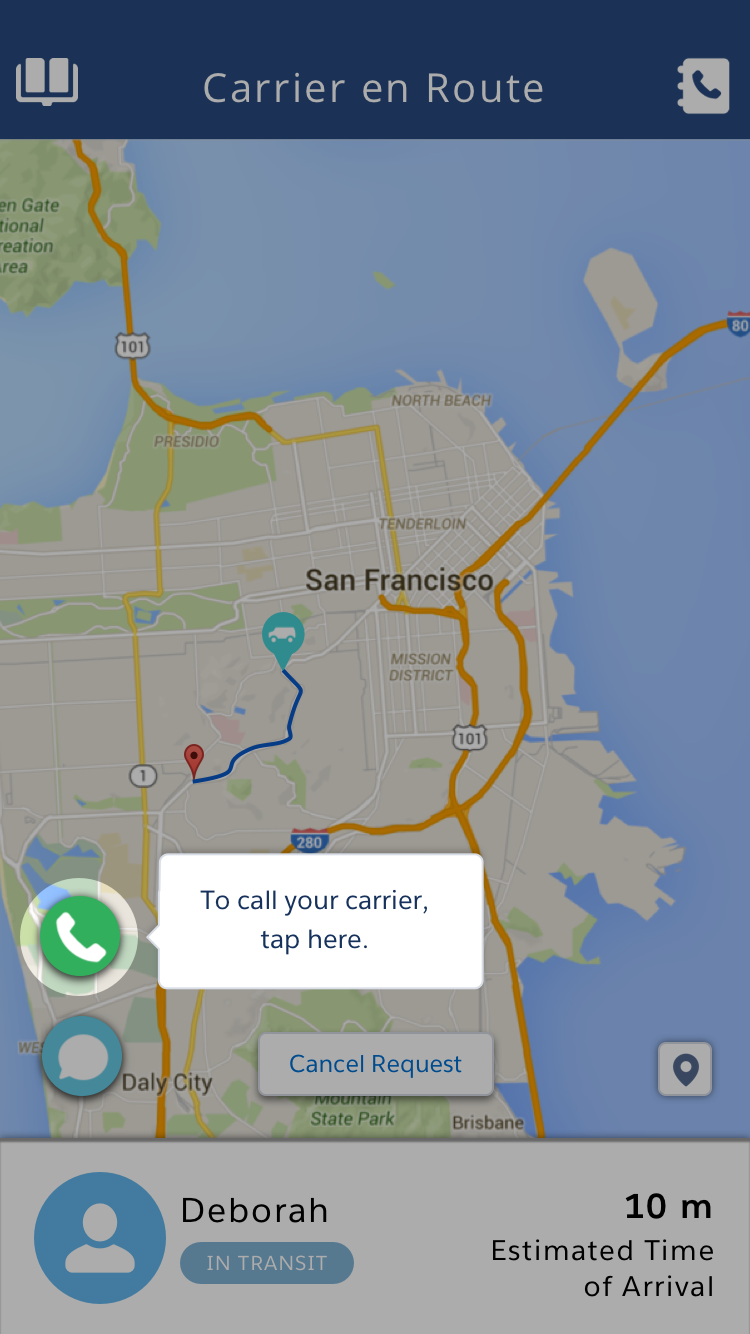 Carrier en Route
en Gate
tional
reation
rea
101
80
NORTH BEACH
PRESIDIO
TENDERLOIN
San Francisco
MISSION
DISTRICT
101
1
280
To call your carrier,
tap here.
WE
Cancel Request
Daly City
Mountain
State Park
Brisbane
Deborah
IN TRANSIT
10 m
Estimated Time
of Arrival